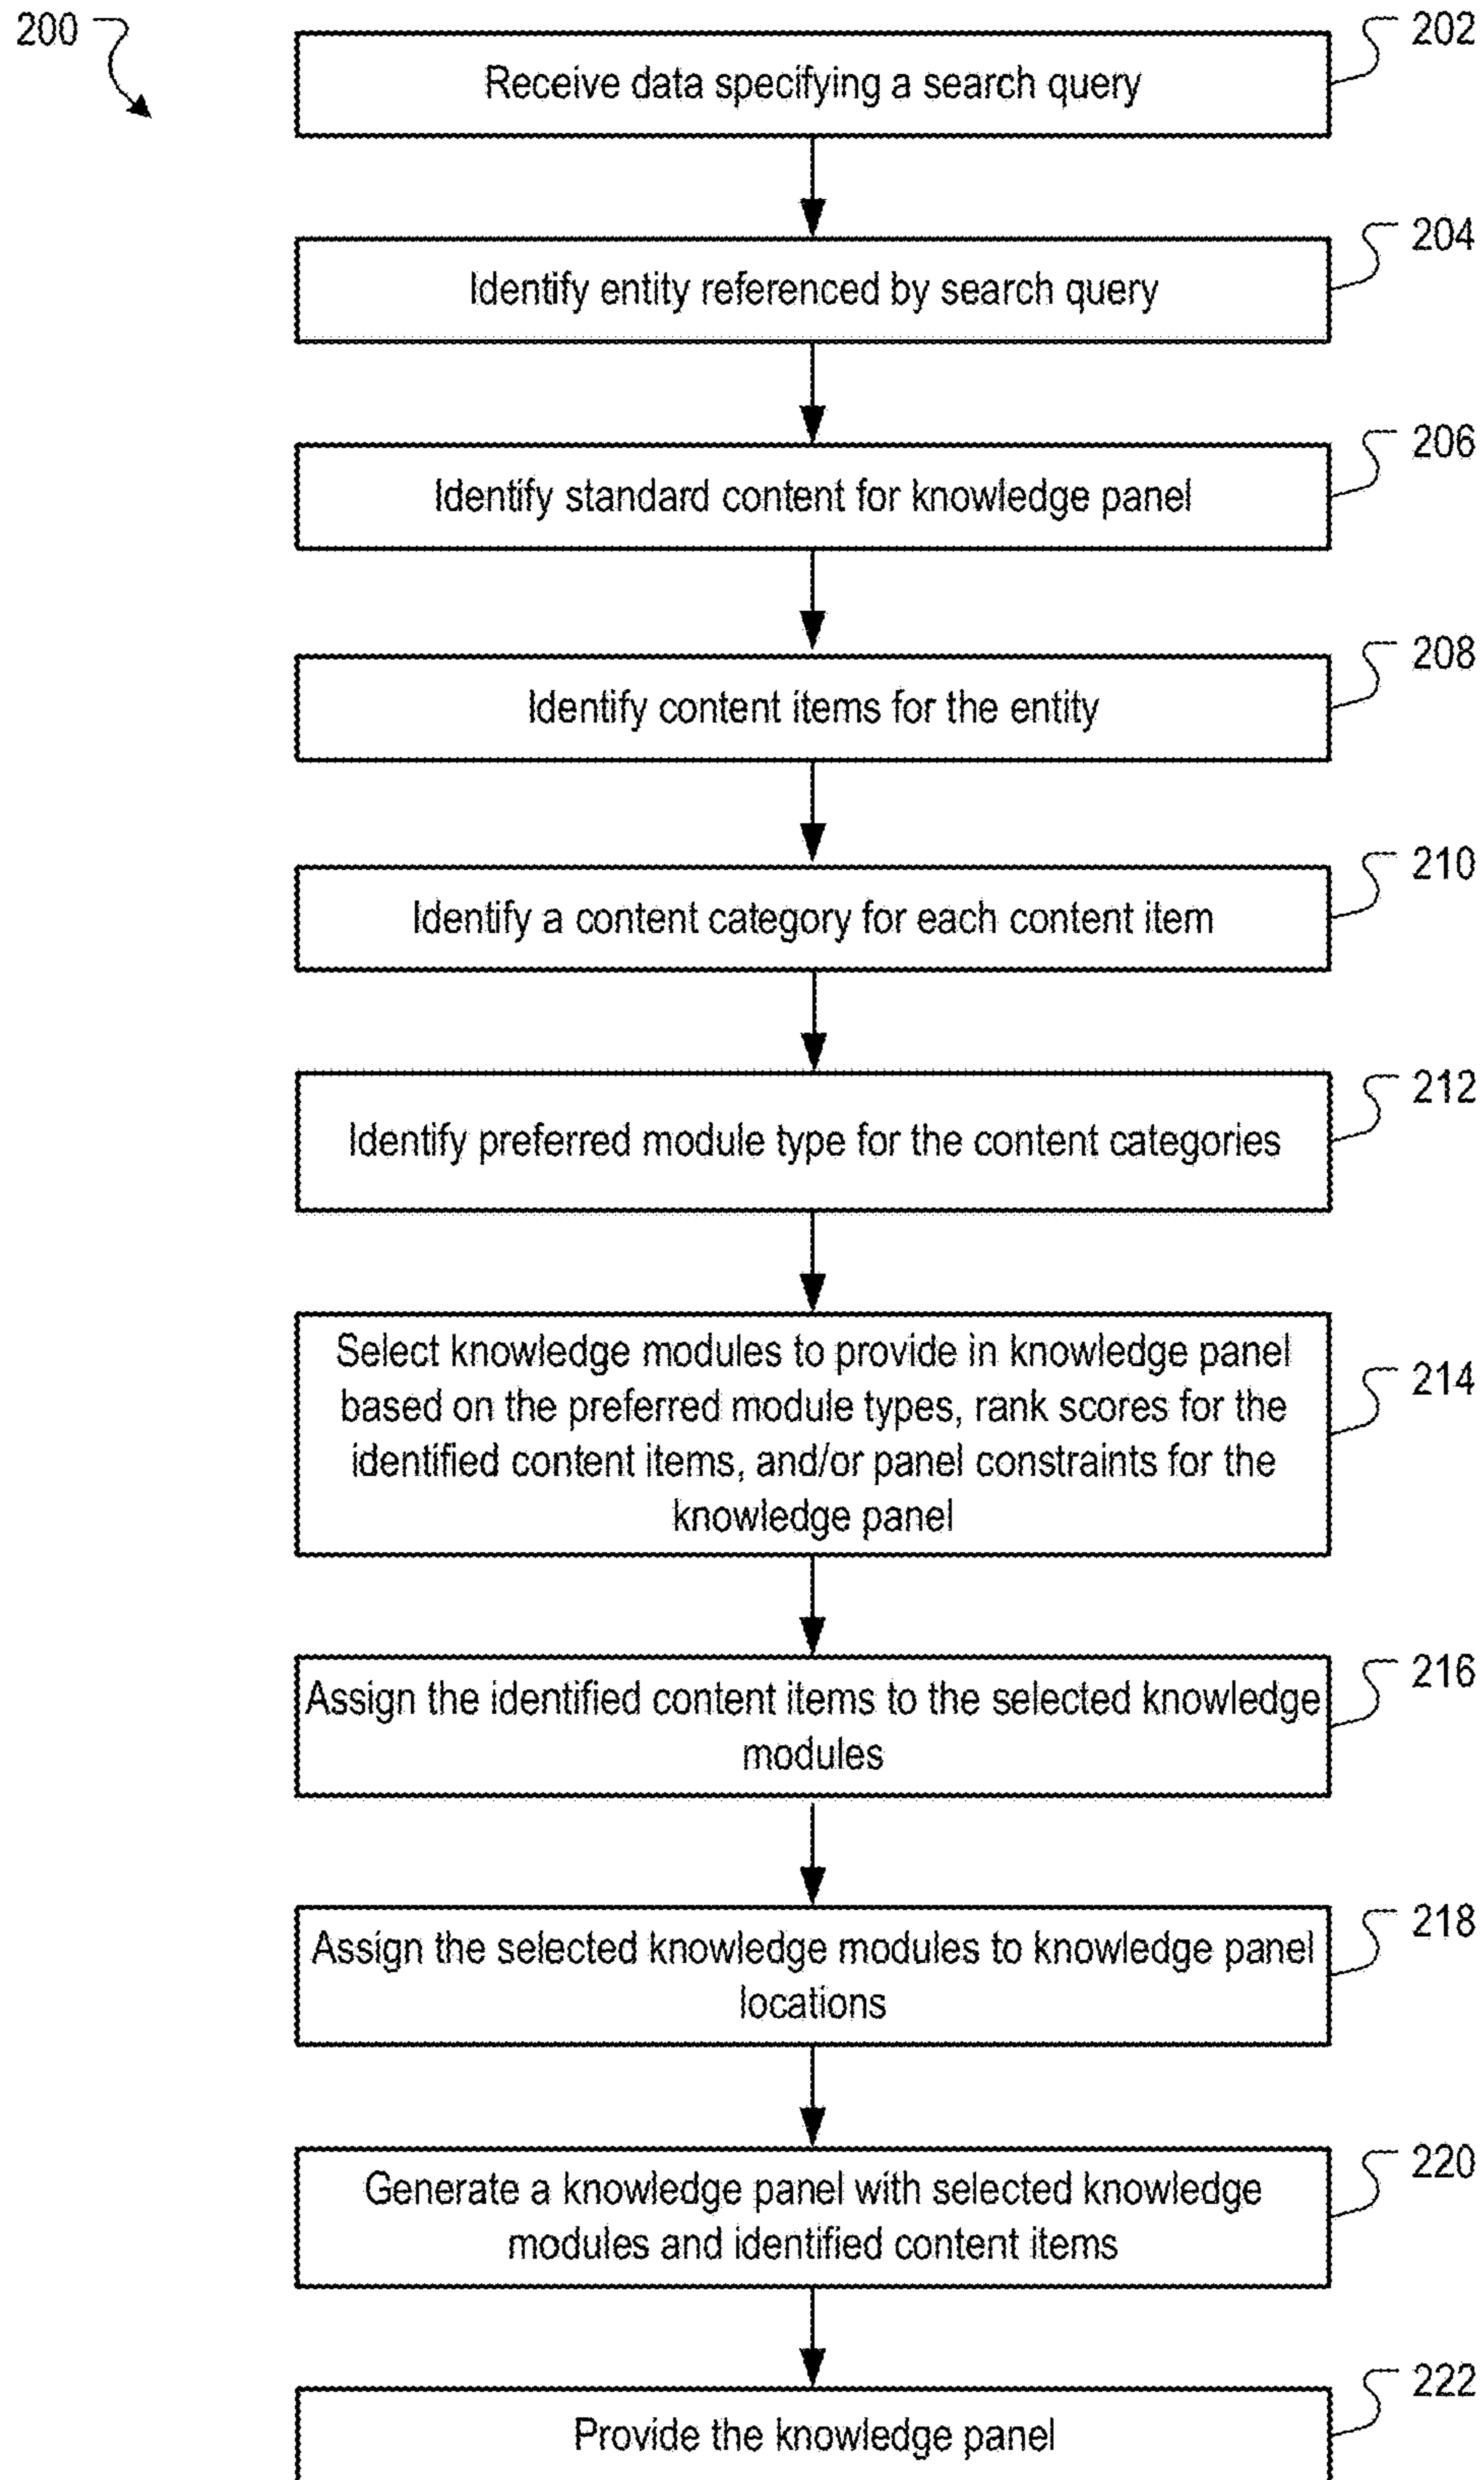 200
202
Receive data specifying a search query
204
Identify entity referenced by search query
206
Identify standard content for knowledge panel
208
Identify content items for the entity
210
Identify a content category for each content item
212
Identify preferred module type for the content categories
214
Select knowledge modules to provide in knowledge panel
based on the preferred module types, rank scores for the
identified content items, and/or panel constraints for the
knowledge panel
216
Assign the identified content items to the selected knowledge
modules
218
Assign the selected knowledge modules to knowledge panel
locations
220
Generate a knowledge panel with selected knowledge
modules and identified content items
222
Provide the knowledge panel